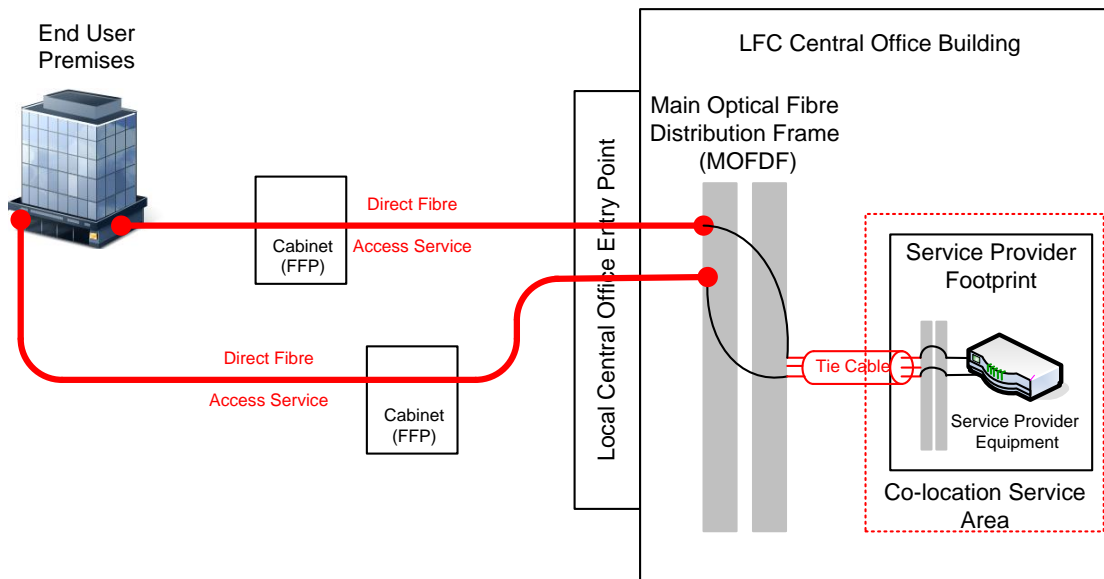 End User
Premises
LFC Central Office Building
Main Optical Fibre
Distribution Frame
(MOFDF)
Local Central Office Entry Point
Direct Fibre
Access Service
Cabinet
(FFP)
Direct Fibre
Access Service
Cabinet
(FFP)
Service Provider
Footprint
Tie Cable
Service Provider
Equipment
Co-location Service
Area